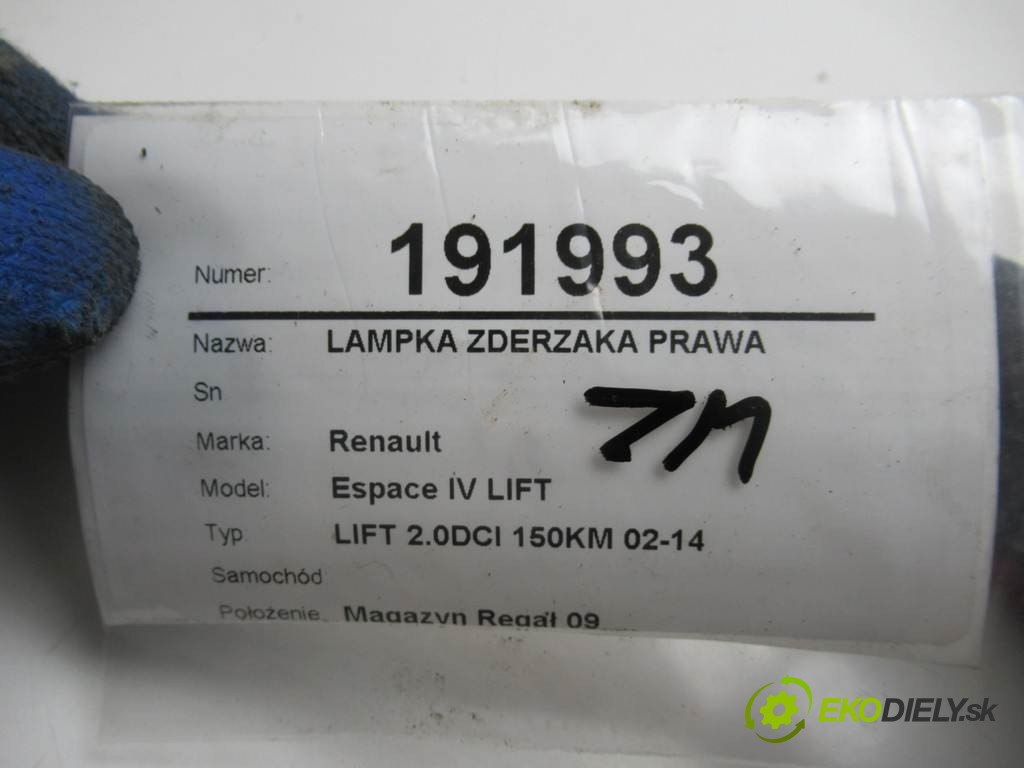 Numer: 191993
Nazwa: LAMPKA ZDERZAKA PRAWA
Sn
Marka: Renault
Model: Espace IV LIFT
Typ LIFT 2.0DCI 150KM 02-14
Samochód
Położenie. Magazyn Regał 09
EKODIELY.sk